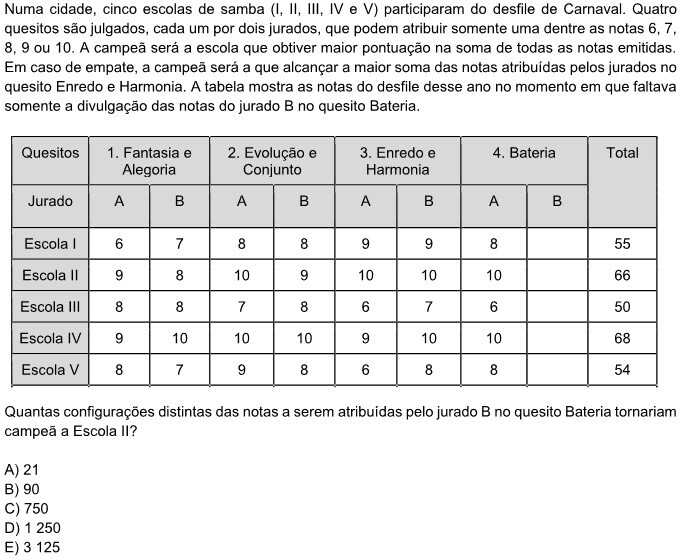 Numa cidade, cinco escolas de samba (I, II, III, IV e V) participaram do desfile de Carnaval. Quatro
quesitos são julgados, cada um por dois jurados, que podem atribuir somente uma dentre as notas 6, 7,
8, 9 ou 10. A campeã será a escola que obtiver maior pontuação na soma de todas as notas emitidas.
Em caso de empate, a campeã será a que alcançar a maior soma das notas atribuídas pelos jurados no
quesito Enredo e Harmonia. A tabela mostra as notas do desfile desse ano no momento em que faltava
somente a divulgação das notas do jurado B no quesito Bateria.
Quesitos 1. Fantasia e 2. Evolução e 3. Enredo e 4. Bateria Total
Alegoria Conjunto Harmonia
Jurado A B A B A B A B
Escola I 6 7 8 8 9 9 8 55
Escola II 9 8 10 9 10 10 10 66
Escola III 8 8 7 8 6 7 6 50
Escola IV 9 10 10 10 9 10 10 68
Escola V 8 7 9 8 6 8 8 54
Quantas configurações distintas das notas a serem atribuídas pelo jurado B no quesito Bateria tornariam
campeã a Escola II?
A) 21
B) 90
C) 750
D) 1 250
E) 3 125